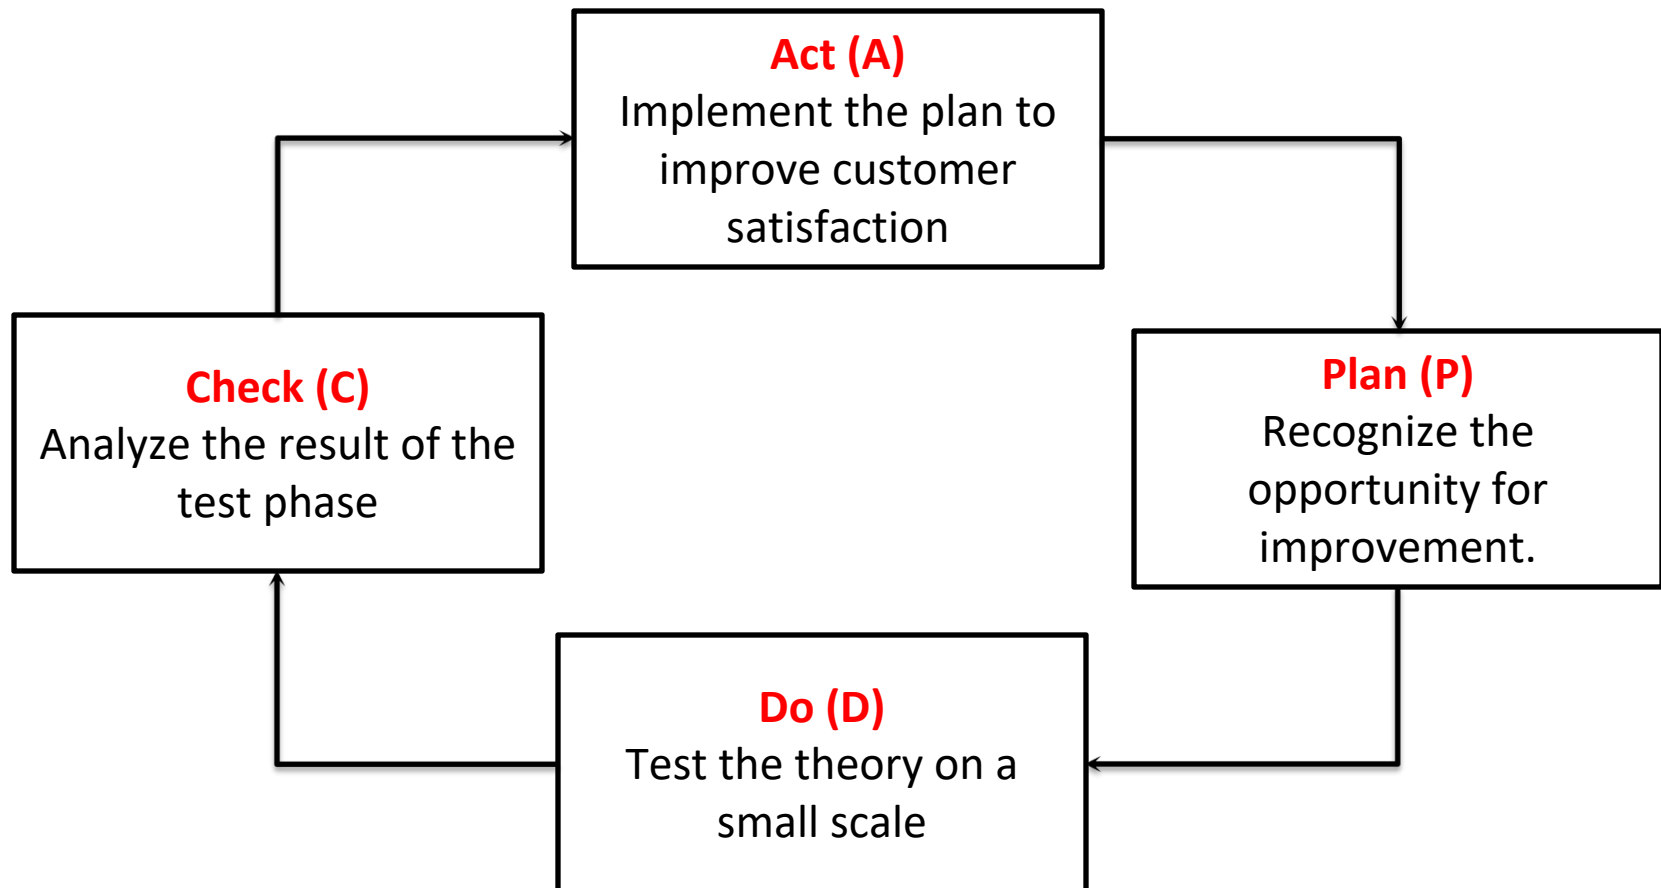 Act (A)
Implement the plan to
improve customer
satisfaction
Check (C)
Analyze the result of the
test phase
Plan (P)
Recognize the
opportunity for
improvement.
Do (D)
Test the theory on a
small scale